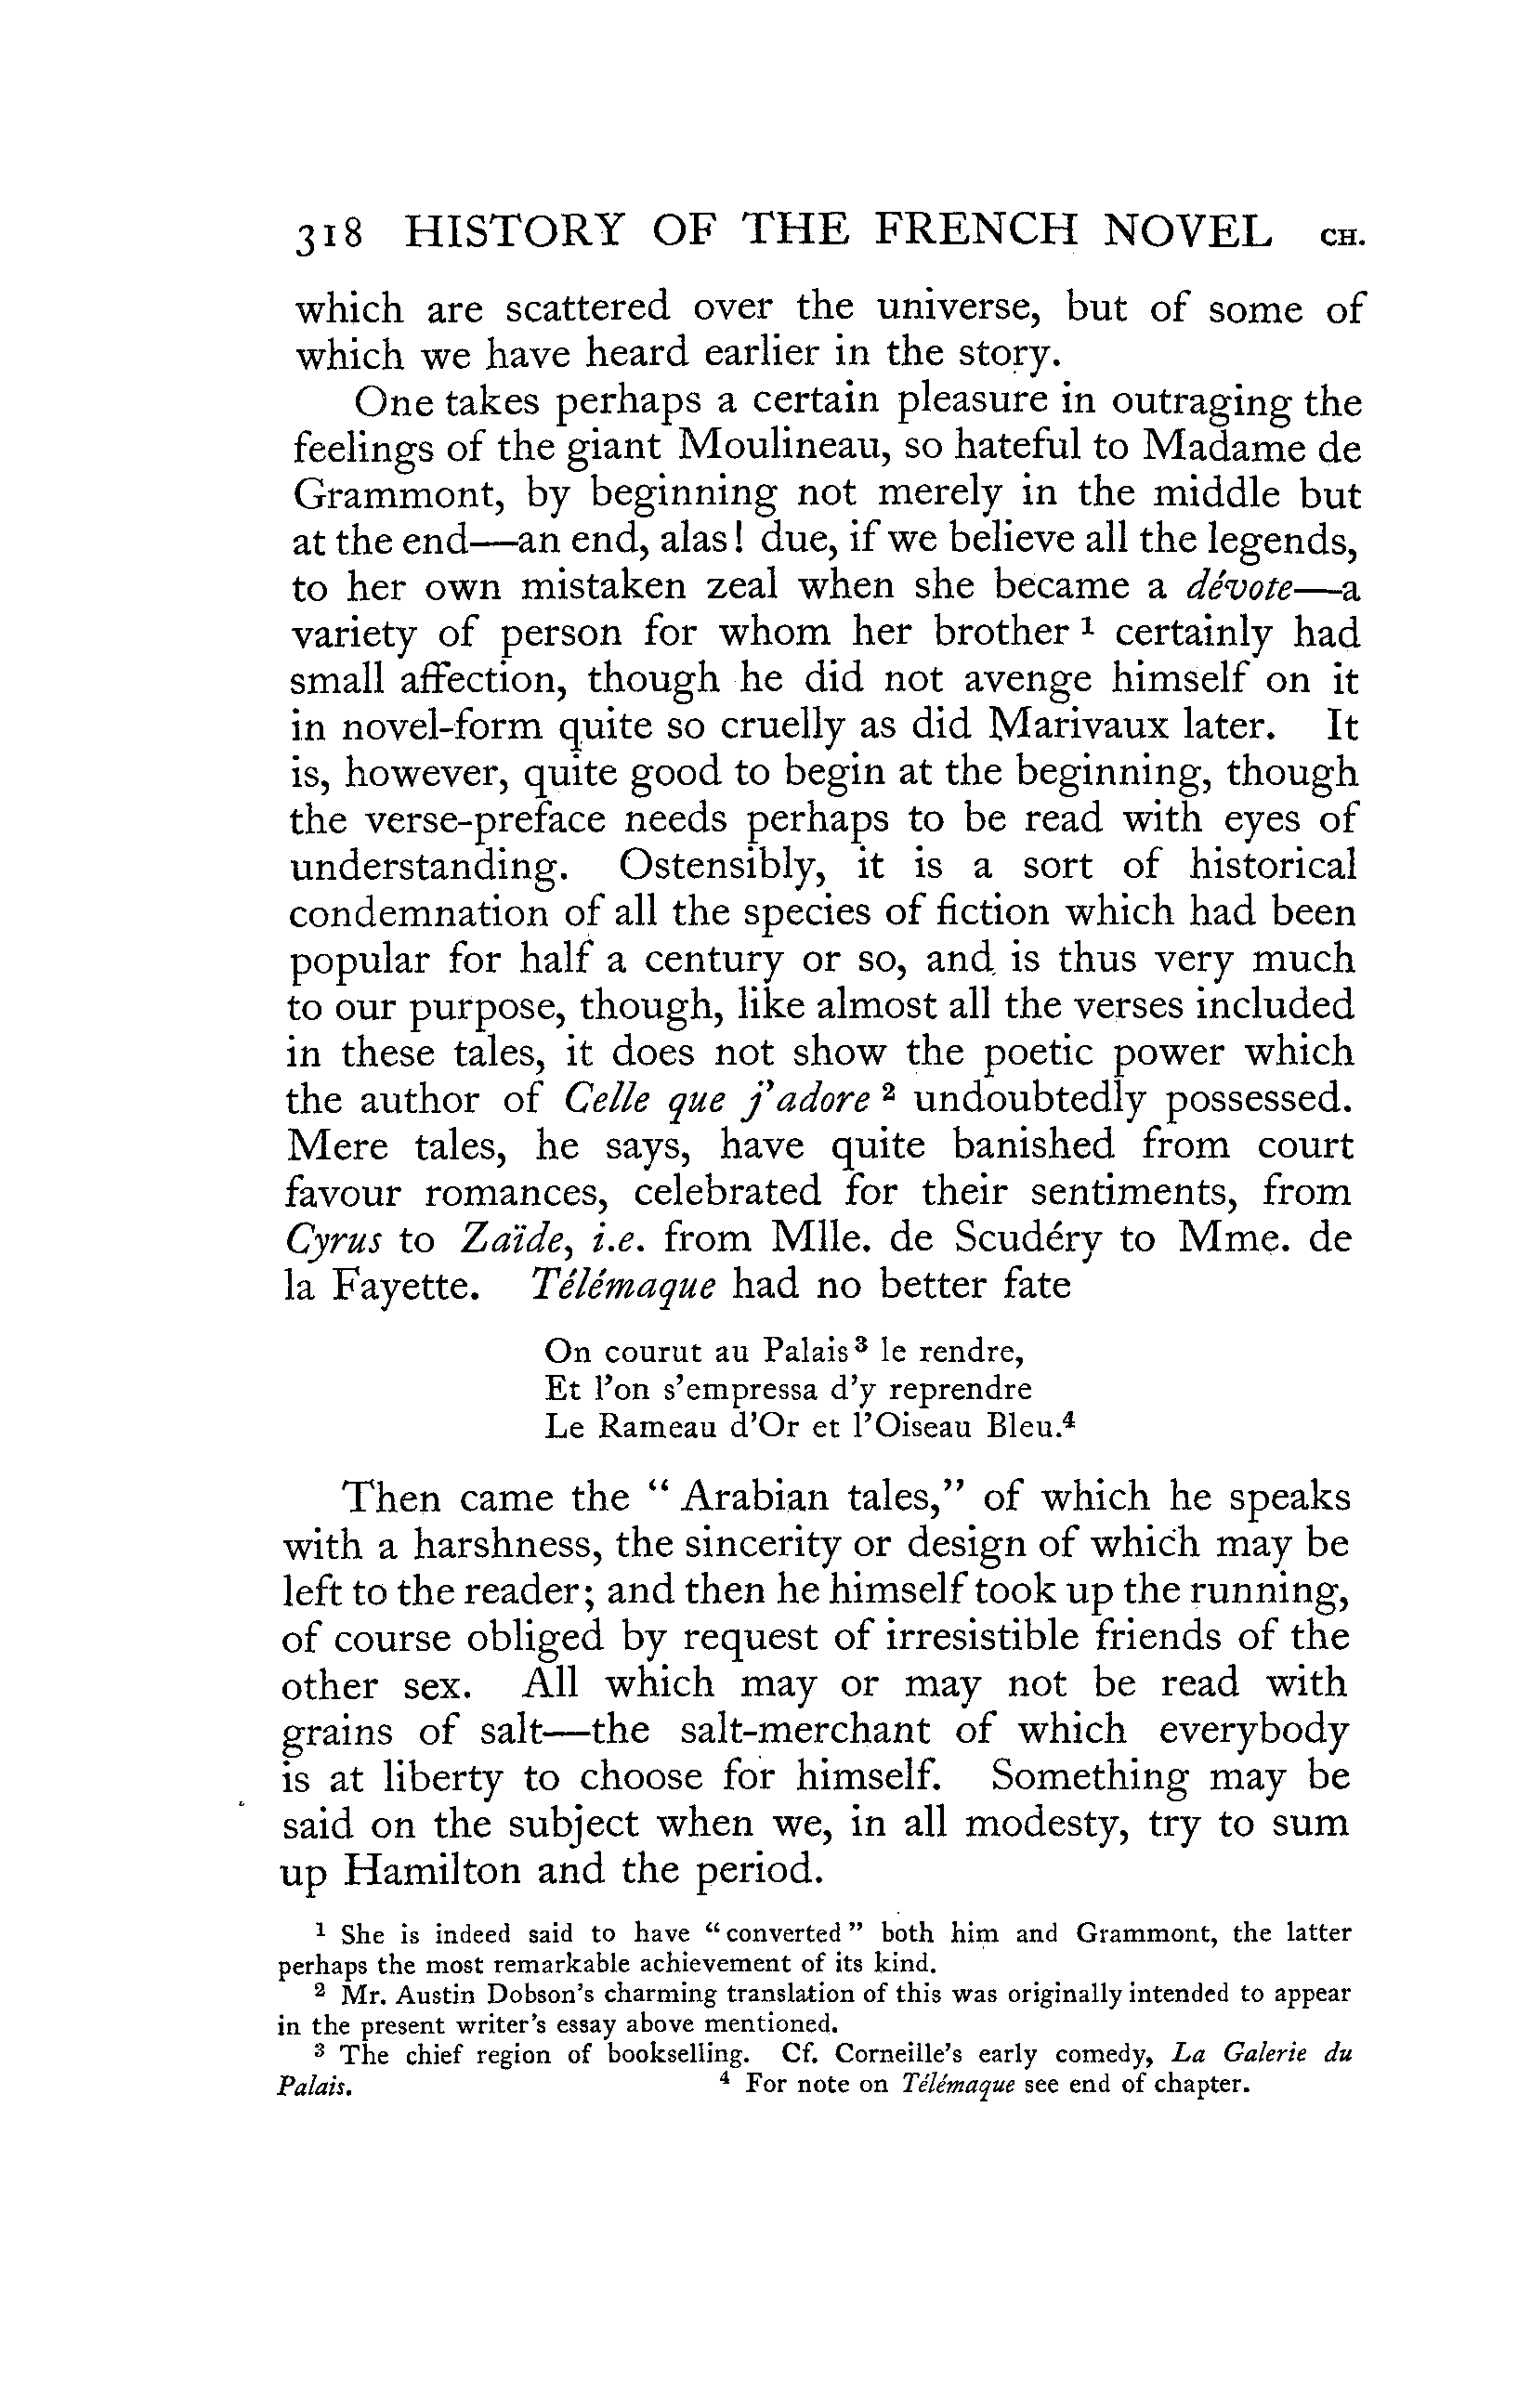 318 HISTORY OF THE FRENCH NOVEL CH.
which are scattered over the universe, but of some of
which we have heard earlier in the story.
One takes perhaps a certain pleasure in outraging the
feelings of the giant Moulineau, so hateful to Madame de
Grammont, by beginning not merely in the middle but
at the end—an end, alas! due, if we believe all the legends,
to her own mistaken zeal when she became a dévote—a
variety of person for whom her brother ¹ certainly had
small affection, though he did not avenge himself on it
in novel-form quite so cruelly as did Marivaux later. It
is, however, quite good to begin at the beginning, though
the verse-preface needs perhaps to be read with eyes of
understanding. Ostensibly, it is a sort of historical
condemnation of all the species of fiction which had been
popular for half a century or so, and is thus very much
to our purpose, though, like almost all the verses included
in these tales, it does not show the poetic power which
the author of Celle que j'adore ² undoubtedly possessed.
Mere tales, he says, have quite banished from court
favour romances, celebrated for their sentiments, from
Cyrus to Zaïde, i.e. from Mlle. de Scudéry to Mme. de
la Fayette. Télémaque had no better fate
On courut au Palais ³ le rendre,
Et l'on s'empressa d'y reprendre
Le Rameau d'Or et l'Oiseau Bleu.⁴
Then came the “ Arabian tales,” of which he speaks
with a harshness, the sincerity or design of which may be
left to the reader; and then he himself took up the running,
of course obliged by request of irresistible friends of the
other sex. All which may or may not be read with
grains of salt—the salt-merchant of which everybody
is at liberty to choose for himself. Something may be
said on the subject when we, in all modesty, try to sum
up Hamilton and the period.
¹ She is indeed said to have “converted” both him and Grammont, the latter
perhaps the most remarkable achievement of its kind.
² Mr. Austin Dobson's charming translation of this was originally intended to appear
in the present writer's essay above mentioned.
³ The chief region of bookselling. Cf. Corneille's early comedy, La Galerie du
Palais. ⁴ For note on Télémaque see end of chapter.